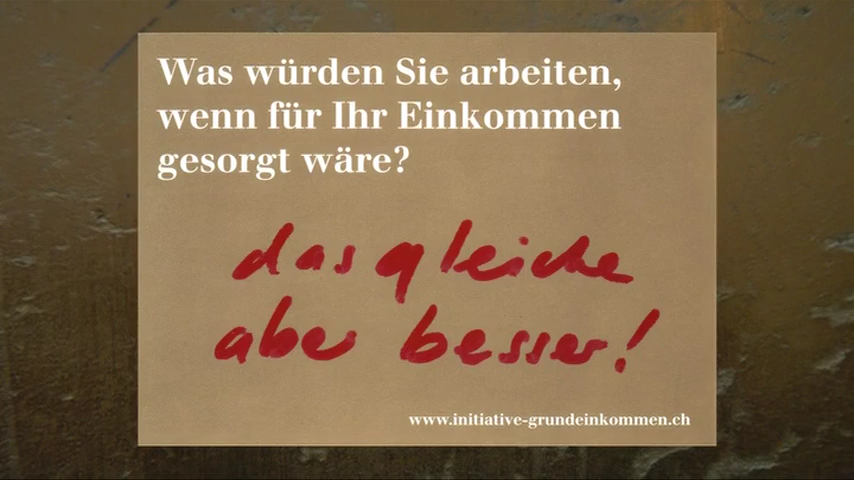 Was würden Sie arbeiten,
wenn für Ihr Einkommen
gesorgt wäre?
das gleiche
aber besser!
www.initiative-grundeinkommen.ch